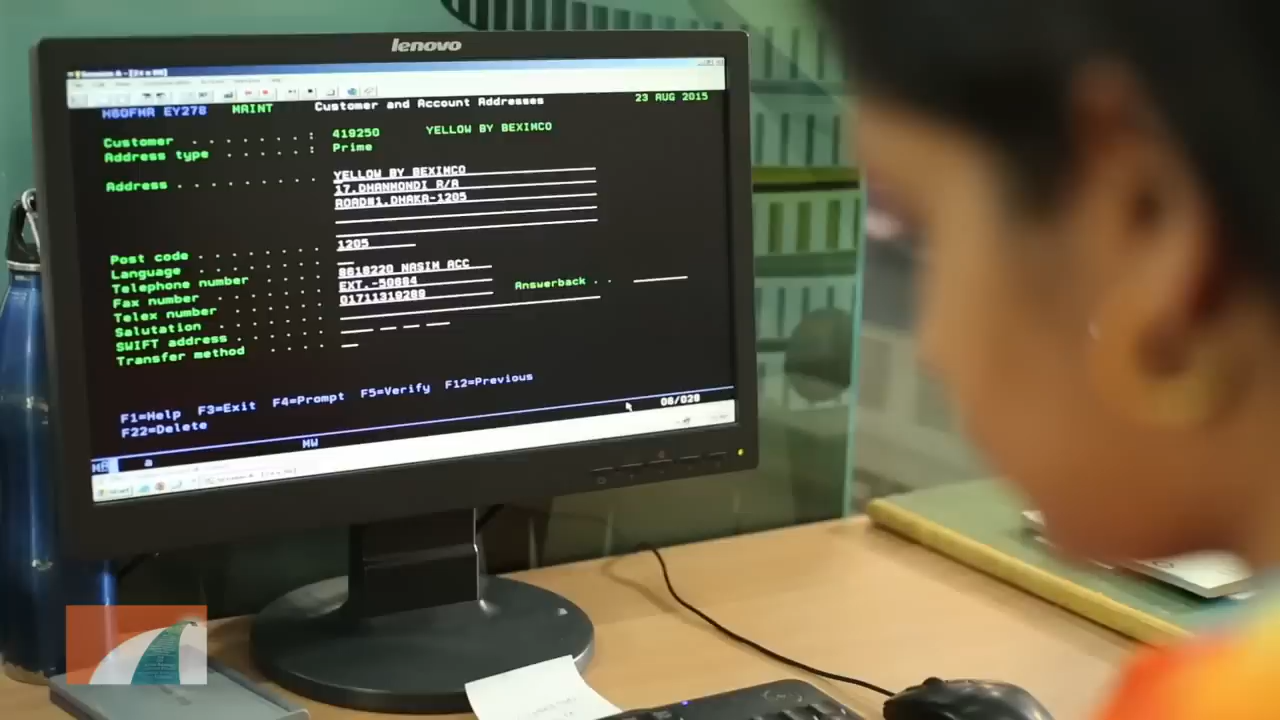 lenovo
H60FMR EY278 MAINT Customer and Account Addresses 23 AUG 2015
Customer . . . . . . . : 419250 YELLOW BY BEXIMCO
Address type . . . . . : Prime
Address . . . . . . . . YELLOW BY BEXIMCO
17,DHANMONDI R/A
ROAD#1,DHAKA-1205
Post code . . . . . . . 1205
Language . . . . . . .
Telephone number . . . . 8618220 NASIM ACC
Fax number . . . . . . EXT.-50684 Answerback . .
Telex number . . . . . 01711319289
Salutation . . . . . .
SWIFT address . . . . .
Transfer method . . . .
F1=Help F3=Exit F4=Prompt F5=Verify F12=Previous
F22=Delete
MW 08/028
a